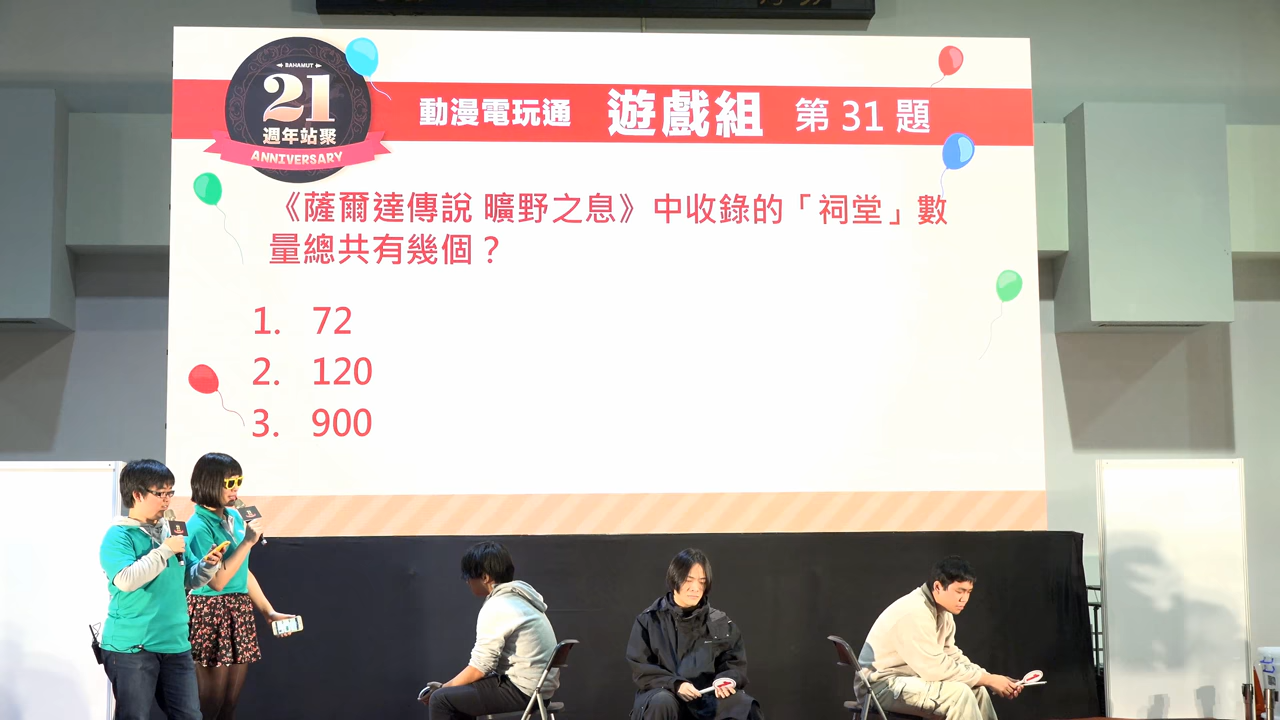 BAHAMUT
21
週年站聚
ANNIVERSARY
動漫電玩通 遊戲組 第 31 題
《薩爾達傳說 曠野之息》中收錄的「祠堂」數
量總共有幾個？
1. 72
2. 120
3. 900